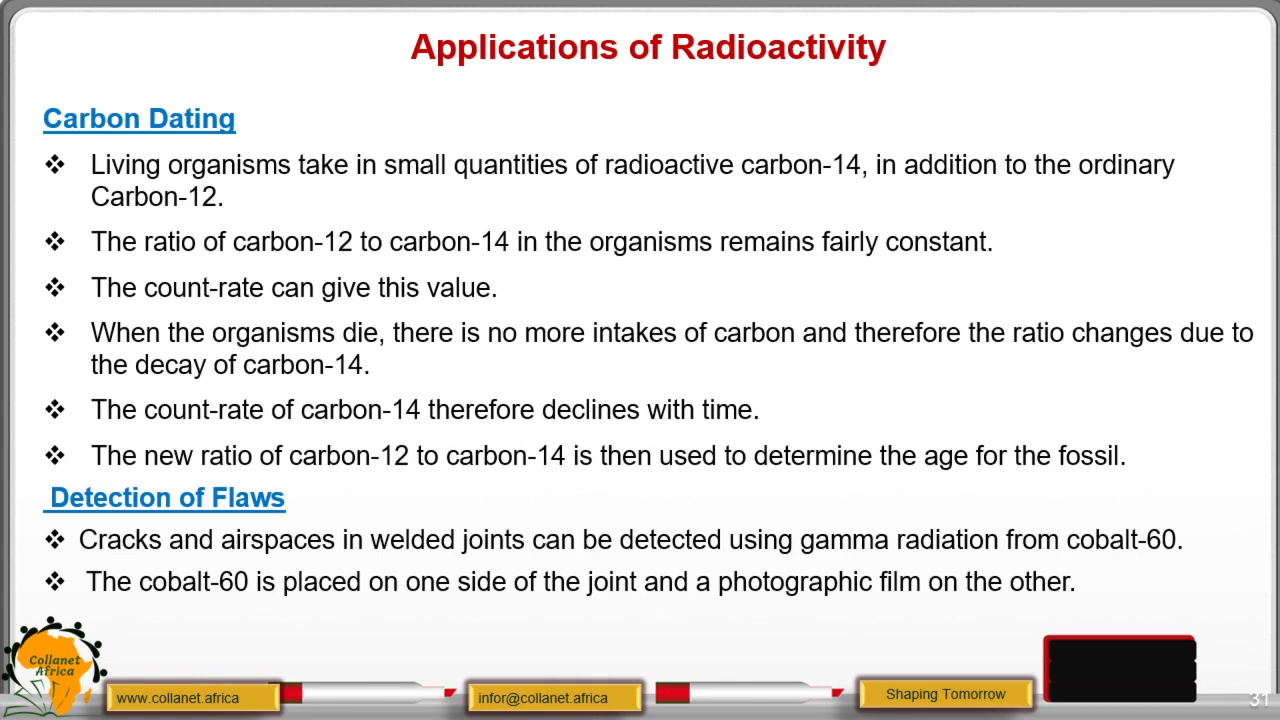 Applications of Radioactivity
Carbon Dating
❖ Living organisms take in small quantities of radioactive carbon-14, in addition to the ordinary
Carbon-12.
❖ The ratio of carbon-12 to carbon-14 in the organisms remains fairly constant.
❖ The count-rate can give this value.
❖ When the organisms die, there is no more intakes of carbon and therefore the ratio changes due to
the decay of carbon-14.
❖ The count-rate of carbon-14 therefore declines with time.
❖ The new ratio of carbon-12 to carbon-14 is then used to determine the age for the fossil.
Detection of Flaws
❖ Cracks and airspaces in welded joints can be detected using gamma radiation from cobalt-60.
❖ The cobalt-60 is placed on one side of the joint and a photographic film on the other.
Collanet
Africa
www.collanet.africa
infor@collanet.africa
Shaping Tomorrow
31